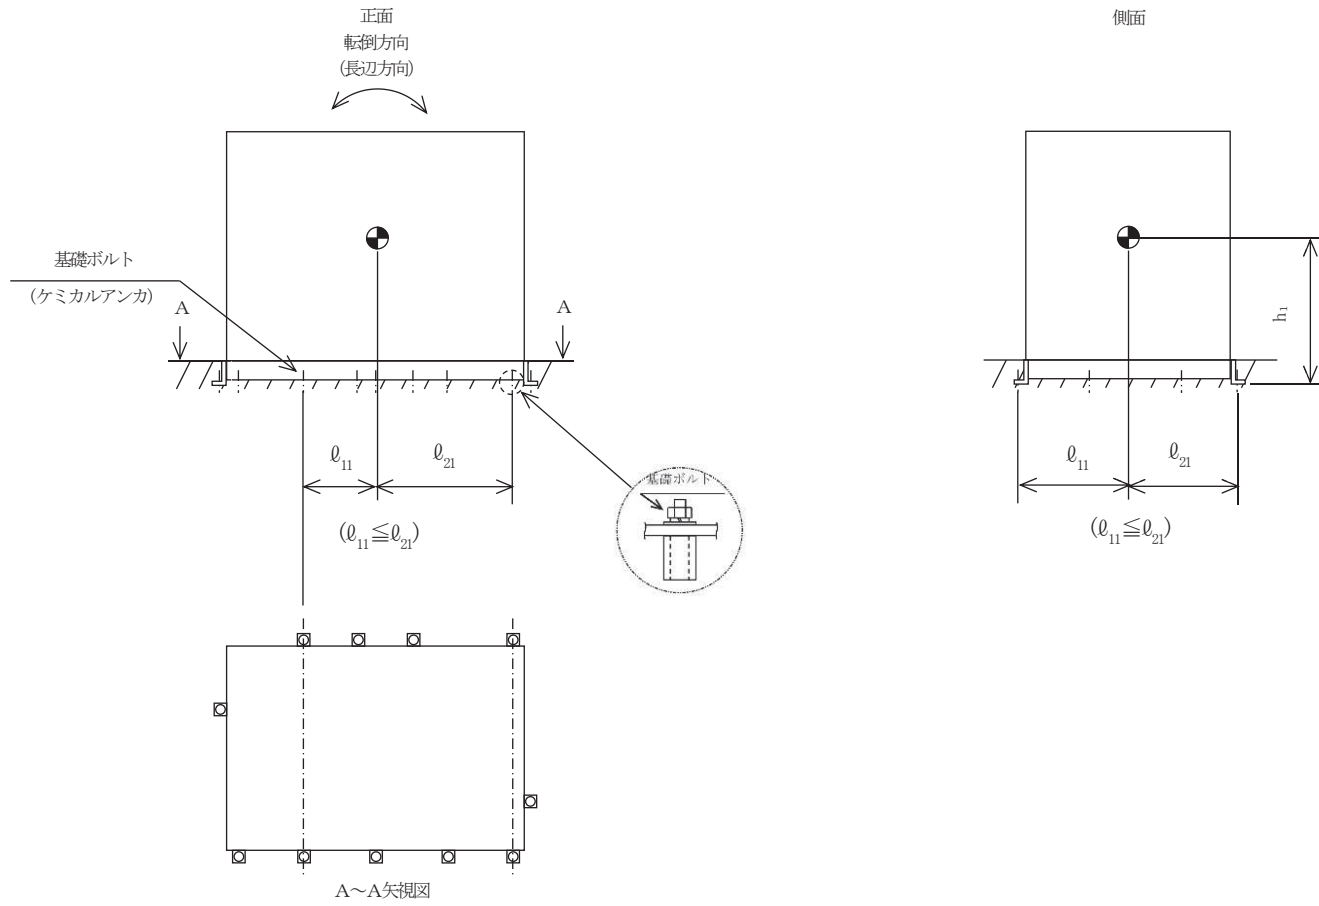 正面
転倒方向
(長辺方向)
側面
基礎ボルト
(ケミカルアンカ)
A
A
h₁
ℓ₁₁
ℓ₂₁
(ℓ₁₁≦ℓ₂₁)
ℓ₁₁
ℓ₂₁
(ℓ₁₁≦ℓ₂₁)
基礎ボルト
A～A矢視図